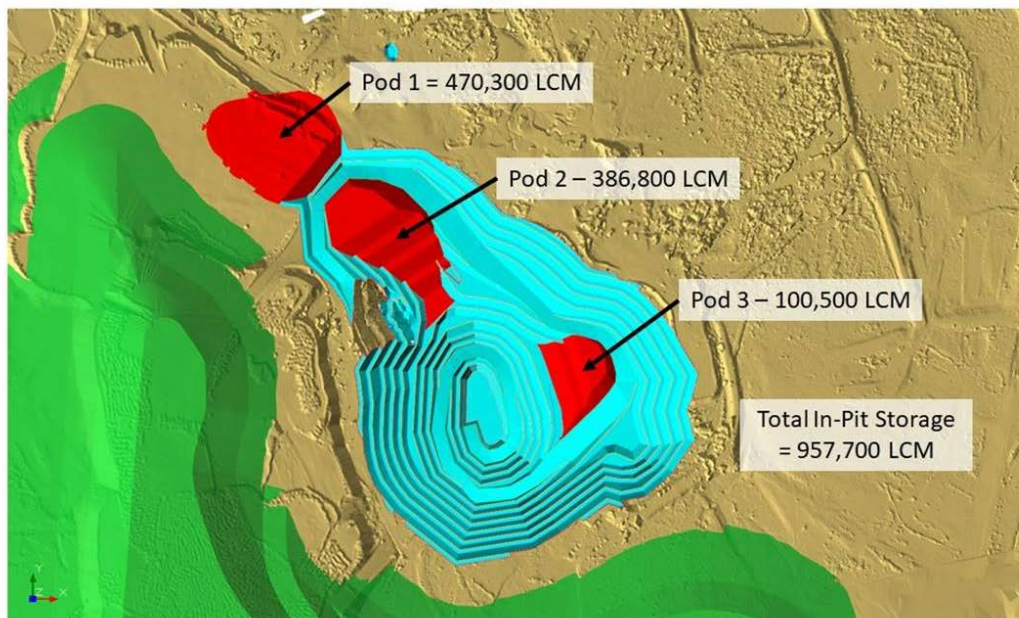 Pod 1 = 470,300 LCM
Pod 2 – 386,800 LCM
Pod 3 – 100,500 LCM
Total In-Pit Storage
= 957,700 LCM
Y
Z
X